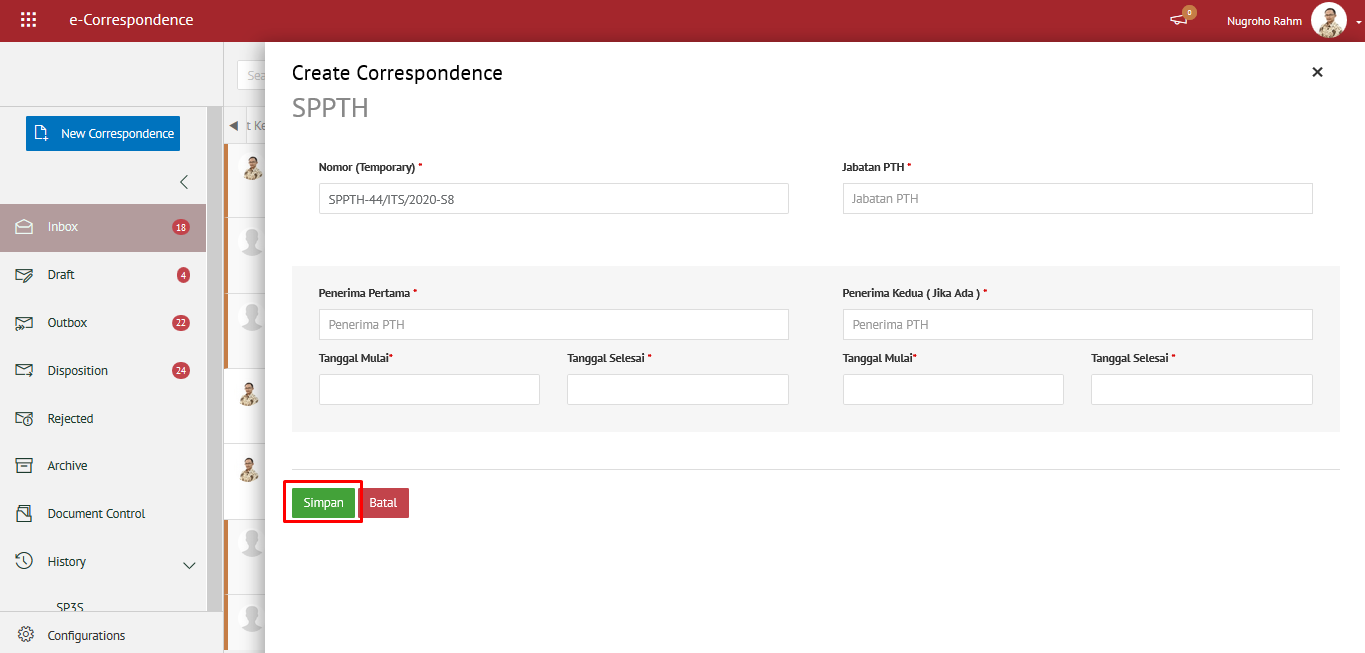 e-Correspondence
0
Nugroho Rahm
Sea
Create Correspondence
SPPTH
New Correspondence
t Ke
Inbox 18
Draft 4
Outbox 22
Disposition 24
Rejected
Archive
Document Control
History
SP3S
Configurations
Nomor (Temporary) *
SPPTH-44/ITS/2020-S8
Jabatan PTH *
Jabatan PTH
Penerima Pertama *
Penerima PTH
Tanggal Mulai* Tanggal Selesai *
Penerima Kedua ( Jika Ada ) *
Penerima PTH
Tanggal Mulai* Tanggal Selesai *
Simpan Batal